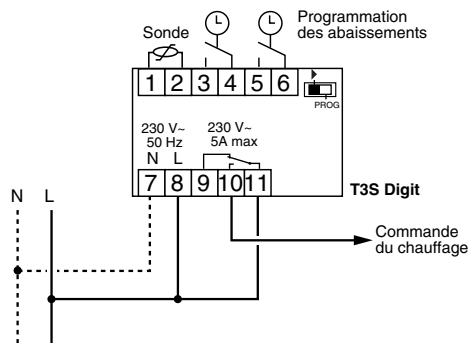 Programmation
des abaissements
Sonde
1 2 3 4 5 6
PROG
230 V~
50 Hz
N L
230 V~
5A max
7 8 9 10 11
T3S Digit
N L
Commande
du chauffage